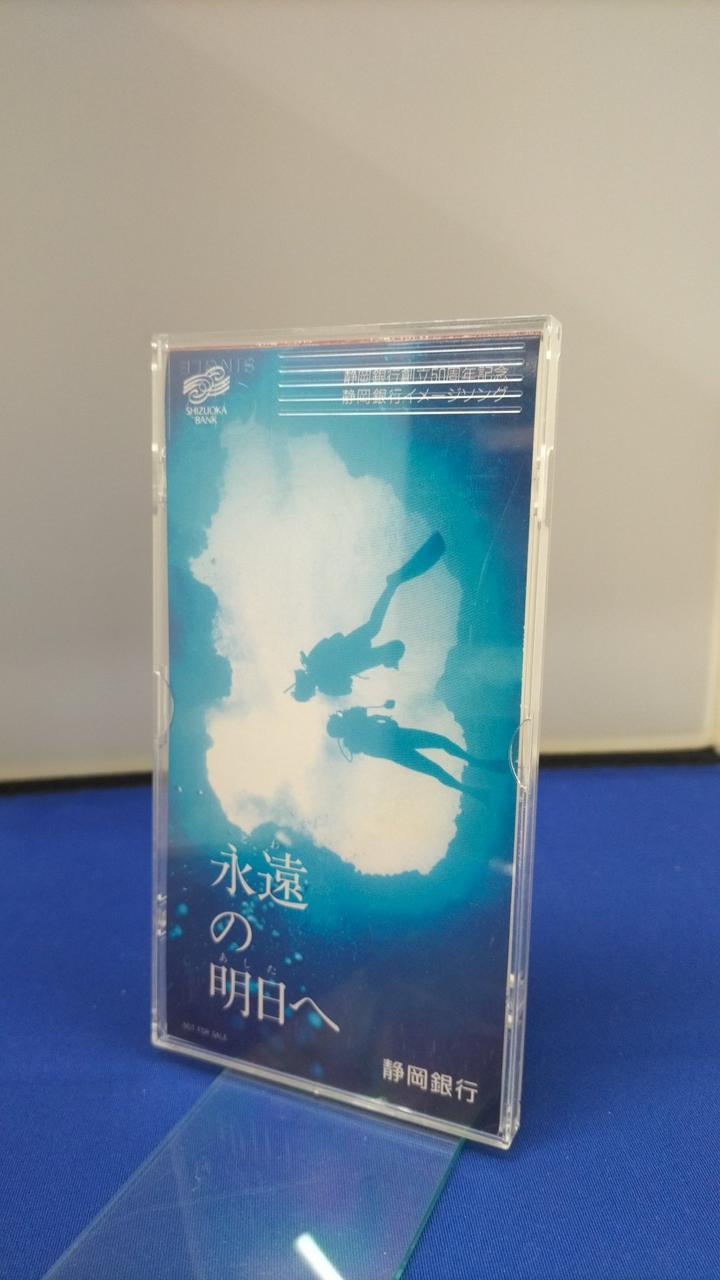 SINGLE
SHIZUOKA
BANK
静岡銀行創立50周年記念
静岡銀行イメージソング
とわ
永遠
の
あした
明日へ
NOT FOR SALE
静岡銀行